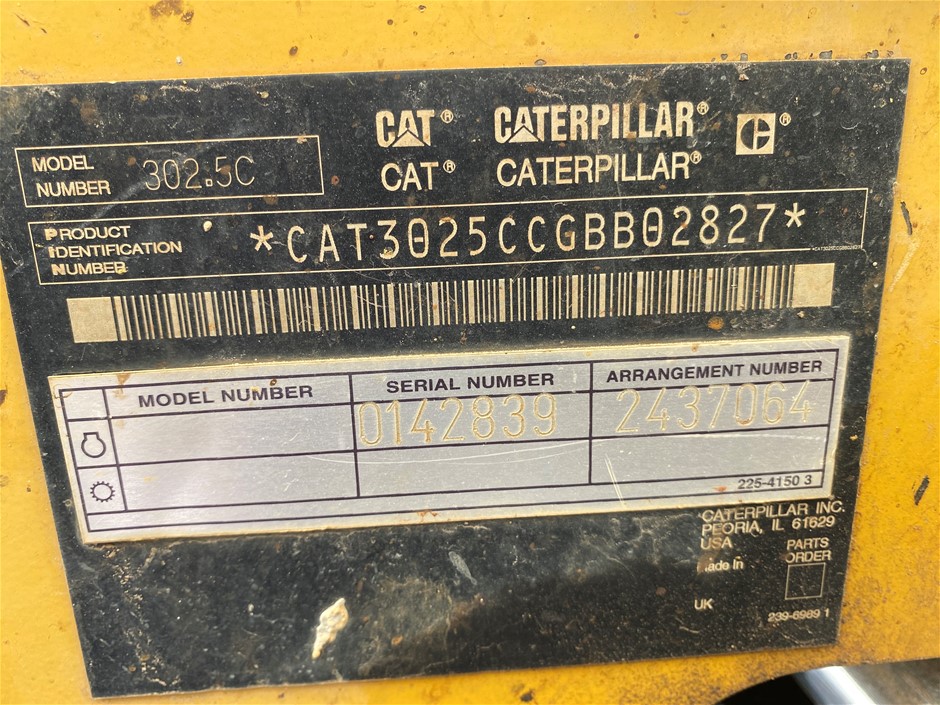 CAT® CATERPILLAR®
CAT® CATERPILLAR®
MODEL NUMBER 302.5C
PRODUCT IDENTIFICATION NUMBER *CAT3025CCGBB02827*
MODEL NUMBER SERIAL NUMBER ARRANGEMENT NUMBER
0142839 2437064
225-4150 3
CATERPILLAR INC.
PEORIA, IL 61629
USA
PARTS ORDER
in
UK
239-6989 1